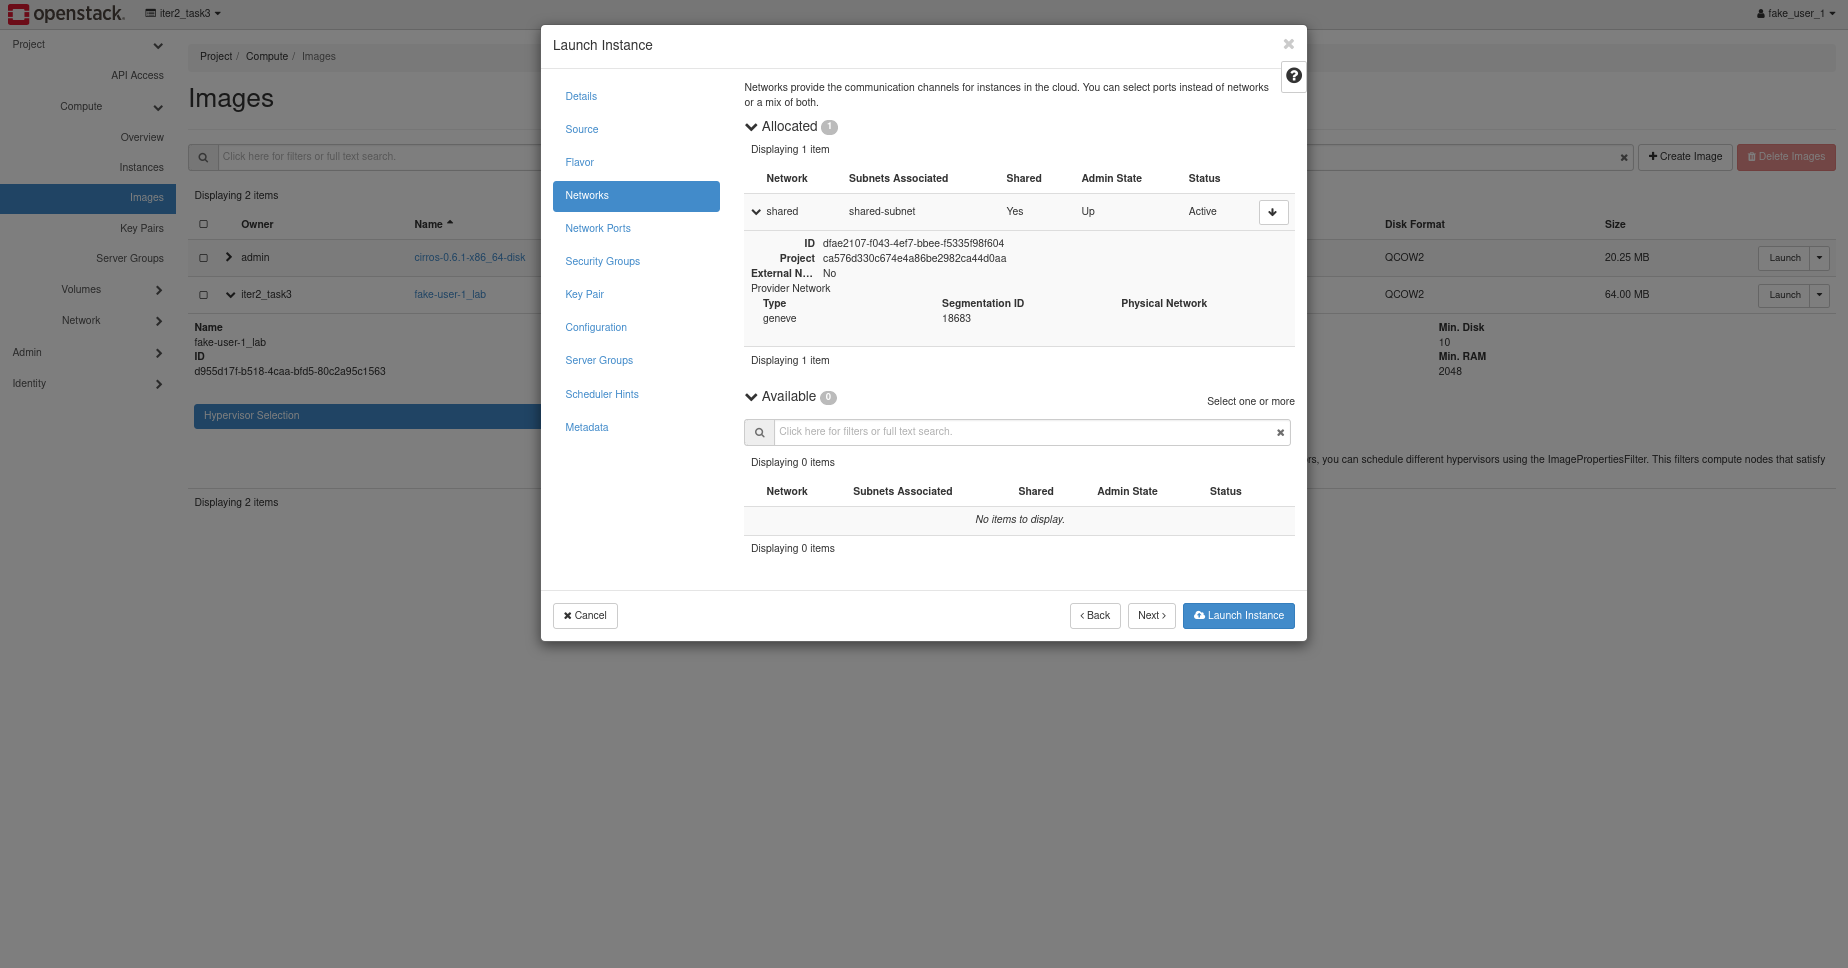 openstack.
iter2_task3
fake_user_1
Project
API Access
Compute
Overview
Instances
Images
Key Pairs
Server Groups
Volumes
Network
Admin
Identity
Project / Compute / Images
Images
Click here for filters or full text search.
Create Image
Delete Images
Displaying 2 items
Owner Name Disk Format Size
admin cirros-0.6.1-x86_64-disk QCOW2 20.25 MB Launch
iter2_task3 fake-user-1_lab QCOW2 64.00 MB Launch
Name
fake-user-1_lab
ID
d955d17f-b518-4caa-bfd5-80c2a95c1563
Min. Disk
10
Min. RAM
2048
Hypervisor Selection
rs, you can schedule different hypervisors using the ImagePropertiesFilter. This filters compute nodes that satisfy
Displaying 2 items
Launch Instance
Details
Source
Flavor
Networks
Network Ports
Security Groups
Key Pair
Configuration
Server Groups
Scheduler Hints
Metadata
Networks provide the communication channels for instances in the cloud. You can select ports instead of networks
or a mix of both.
Allocated 1
Displaying 1 item
Network Subnets Associated Shared Admin State Status
shared shared-subnet Yes Up Active
ID dfae2107-f043-4ef7-bbee-f5335f98f604
Project ca576d330c674e4a86be2982ca44d0aa
External N... No
Provider Network
Type Segmentation ID Physical Network
geneve 18683
Displaying 1 item
Available 0
Select one or more
Click here for filters or full text search.
Displaying 0 items
Network Subnets Associated Shared Admin State Status
No items to display.
Displaying 0 items
Cancel
Back
Next
Launch Instance